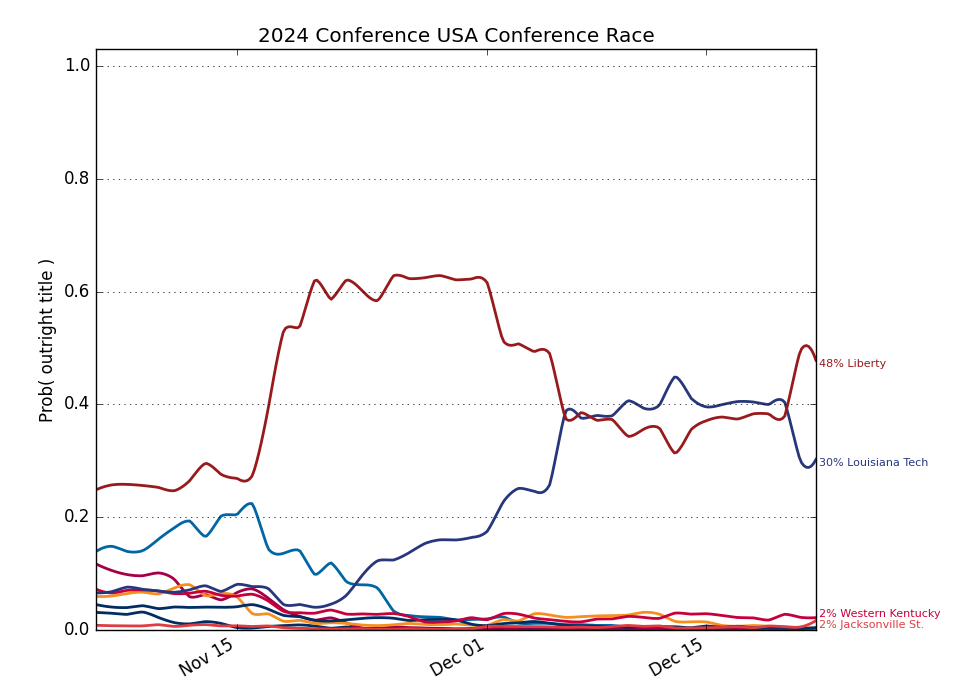 2024 Conference USA Conference Race
Prob( outright title )
1.0
0.8
0.6
0.4
0.2
0.0
48% Liberty
30% Louisiana Tech
2% Western Kentucky
2% Jacksonville St.
Nov 15
Dec 01
Dec 15